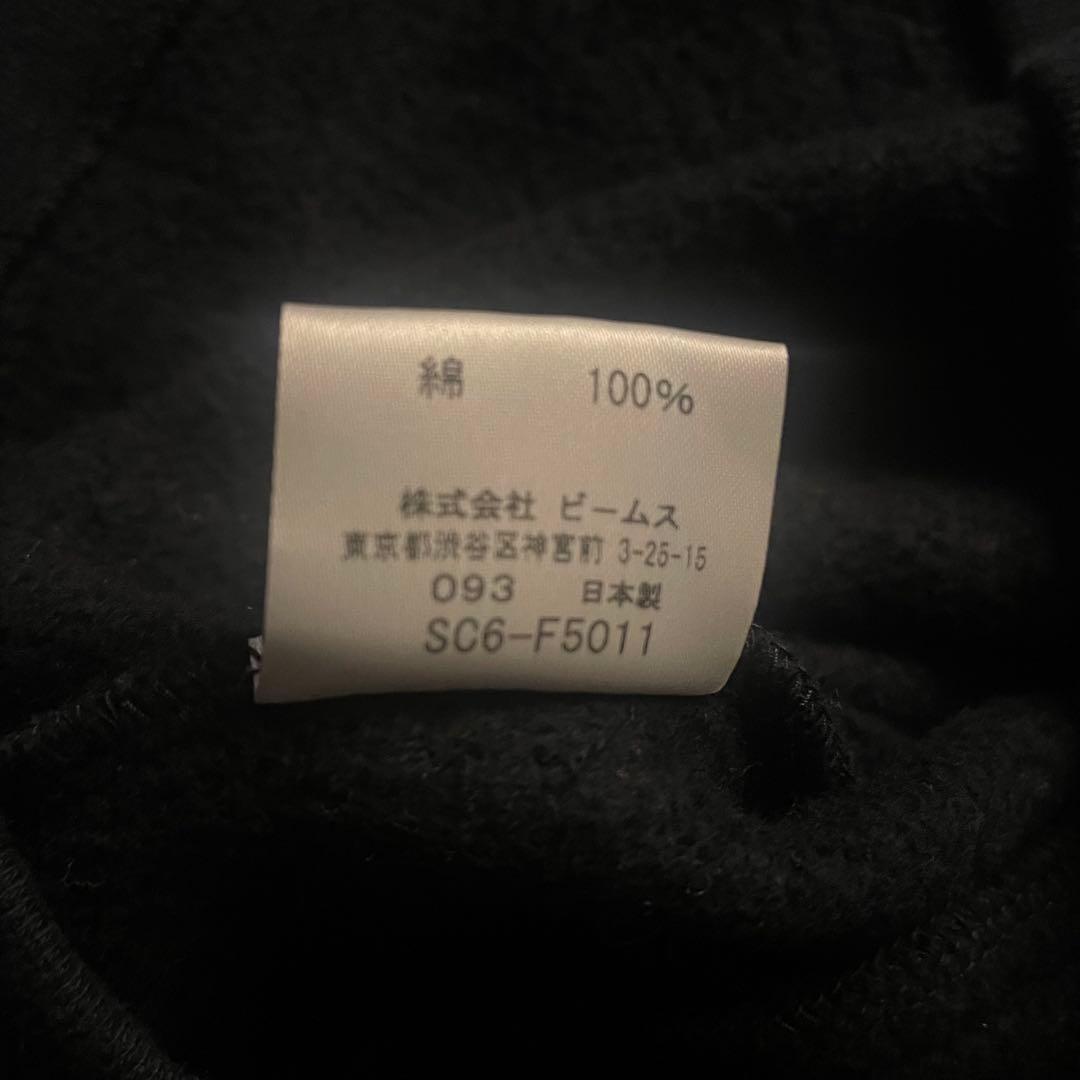 綿 100%
株式会社 ビームス
東京都渋谷区神宮前 3-25-15
093 日本製
SC6-F5011